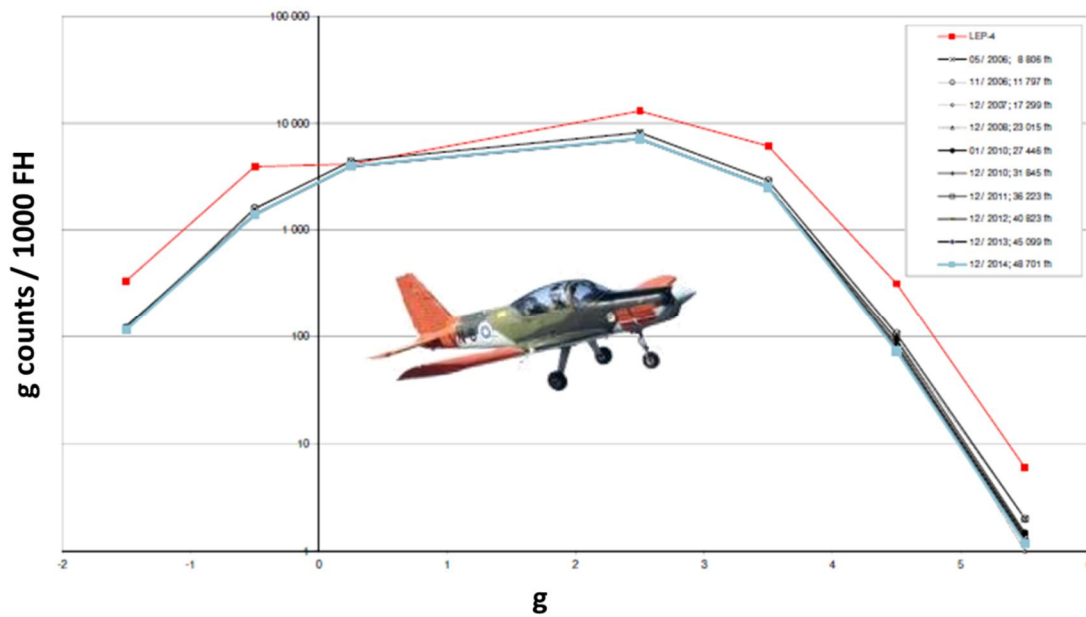 100 000
10 000
1 000
100
10
1
g counts / 1000 FH
-2 -1 0 1 2 3 4 5
g
LEP-4
05/ 2006; 8 806 fh
11/ 2006; 11 797 fh
12/ 2007; 17 299 fh
12/ 2008; 23 015 fh
01/ 2010; 27 446 fh
12/ 2010; 31 845 fh
12/ 2011; 36 223 fh
12/ 2012; 40 823 fh
12/ 2013; 45 099 fh
12/ 2014; 48 701 fh